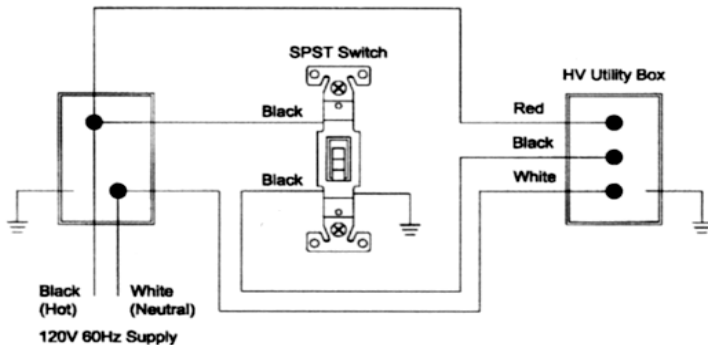 SPST Switch
HV Utility Box
Black
Red
Black
Black
White
Black
(Hot)
White
(Neutral)
120V 60Hz Supply